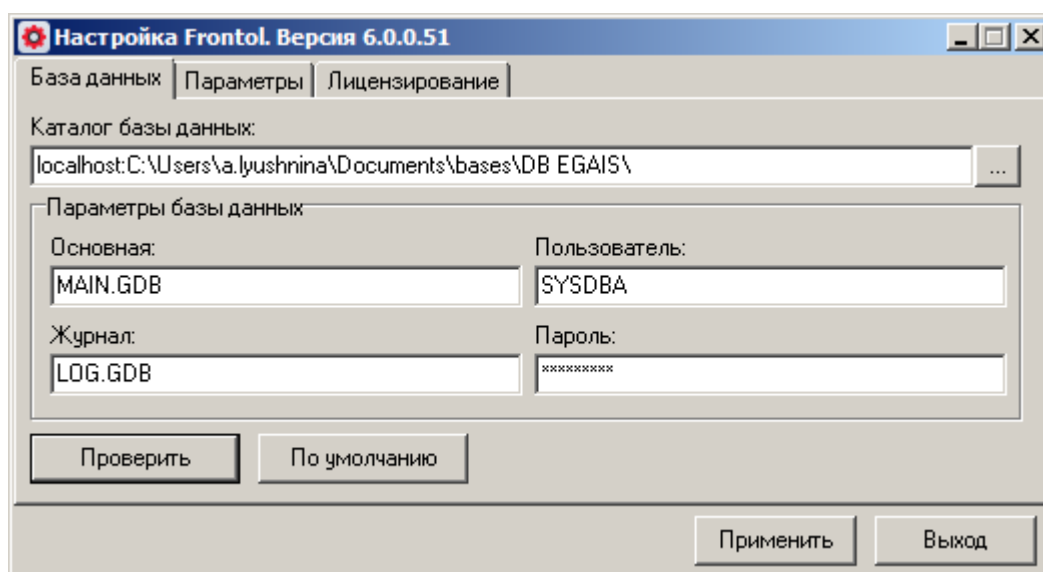 Настройка Frontol. Версия 6.0.0.51
База данных Параметры Лицензирование
Каталог базы данных:
localhost:C:\Users\a.lyushnina\Documents\bases\DB EGAIS\ ...
Параметры базы данных
Основная: Пользователь:
MAIN.GDB SYSDBA
Журнал: Пароль:
LOG.GDB *********
Проверить По умолчанию
Применить Выход